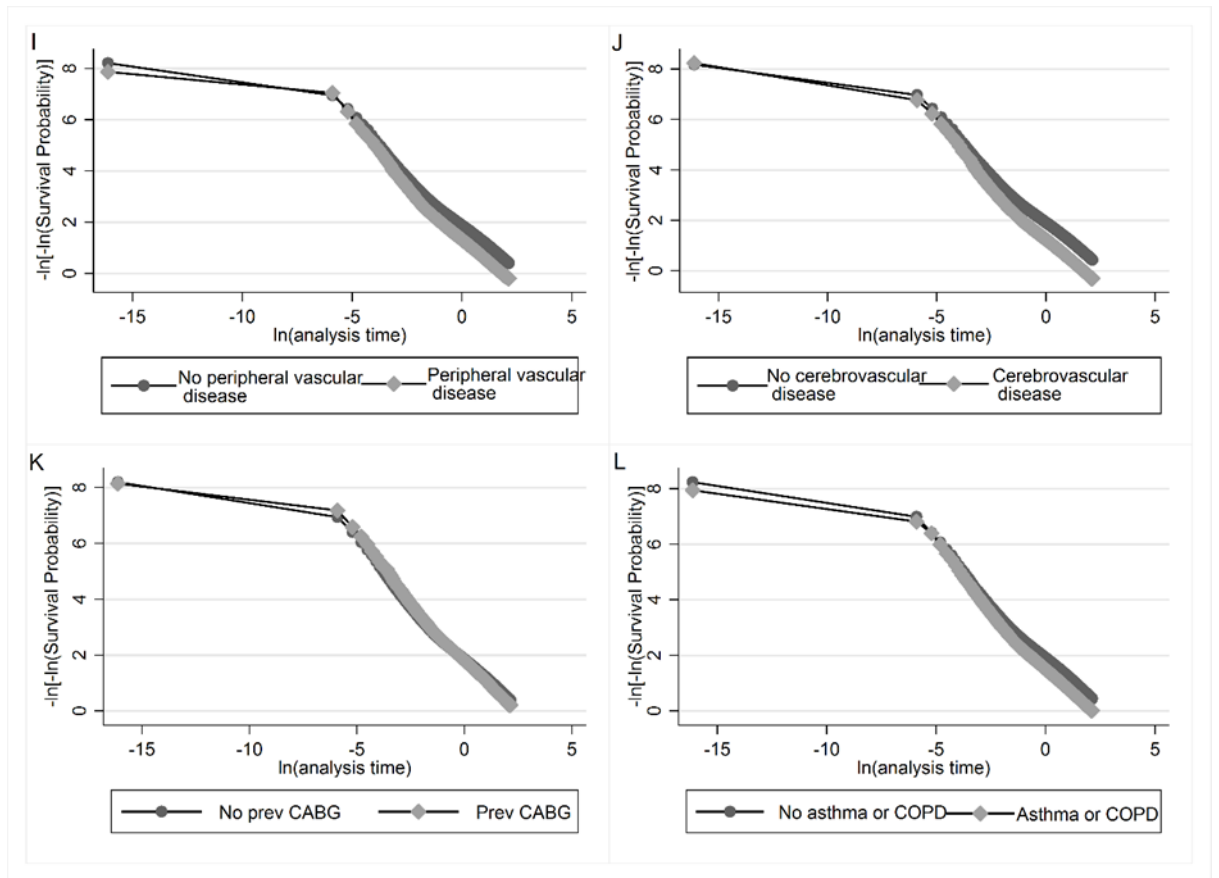 I
-ln[-ln(Survival Probability)]
8
6
4
2
0
-15 -10 -5 0 5
ln(analysis time)
No peripheral vascular disease
Peripheral vascular disease
J
-ln[-ln(Survival Probability)]
8
6
4
2
0
-15 -10 -5 0 5
ln(analysis time)
No cerebrovascular disease
Cerebrovascular disease
K
-ln[-ln(Survival Probability)]
8
6
4
2
0
-15 -10 -5 0 5
ln(analysis time)
No prev CABG Prev CABG
L
-ln[-ln(Survival Probability)]
8
6
4
2
0
-15 -10 -5 0 5
ln(analysis time)
No asthma or COPD Asthma or COPD